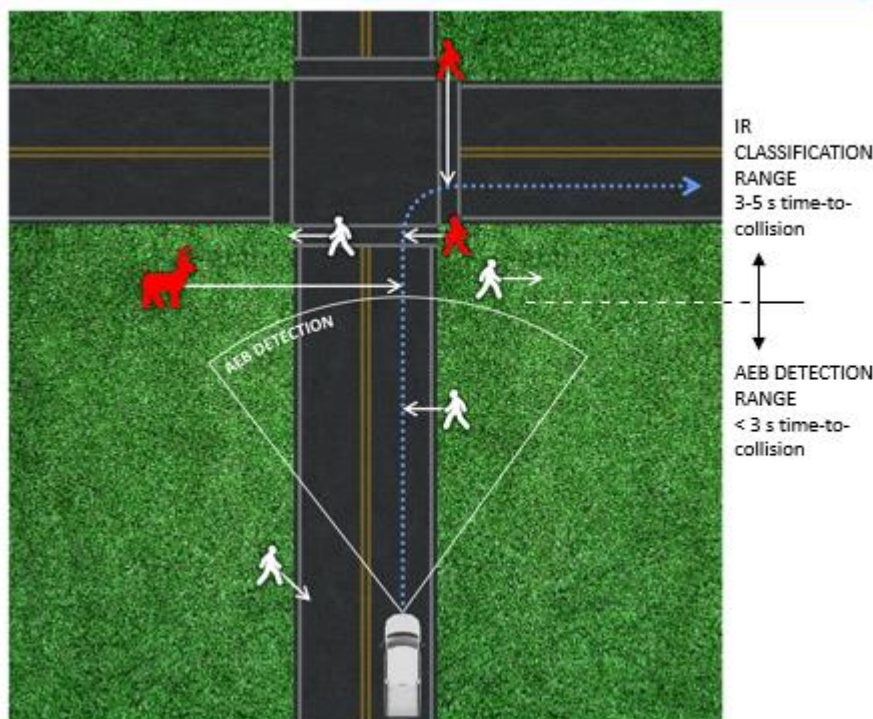 IR
CLASSIFICATION
RANGE
3-5 s time-to-
collision
AEB DETECTION
AEB DETECTION
RANGE
< 3 s time-to-
collision